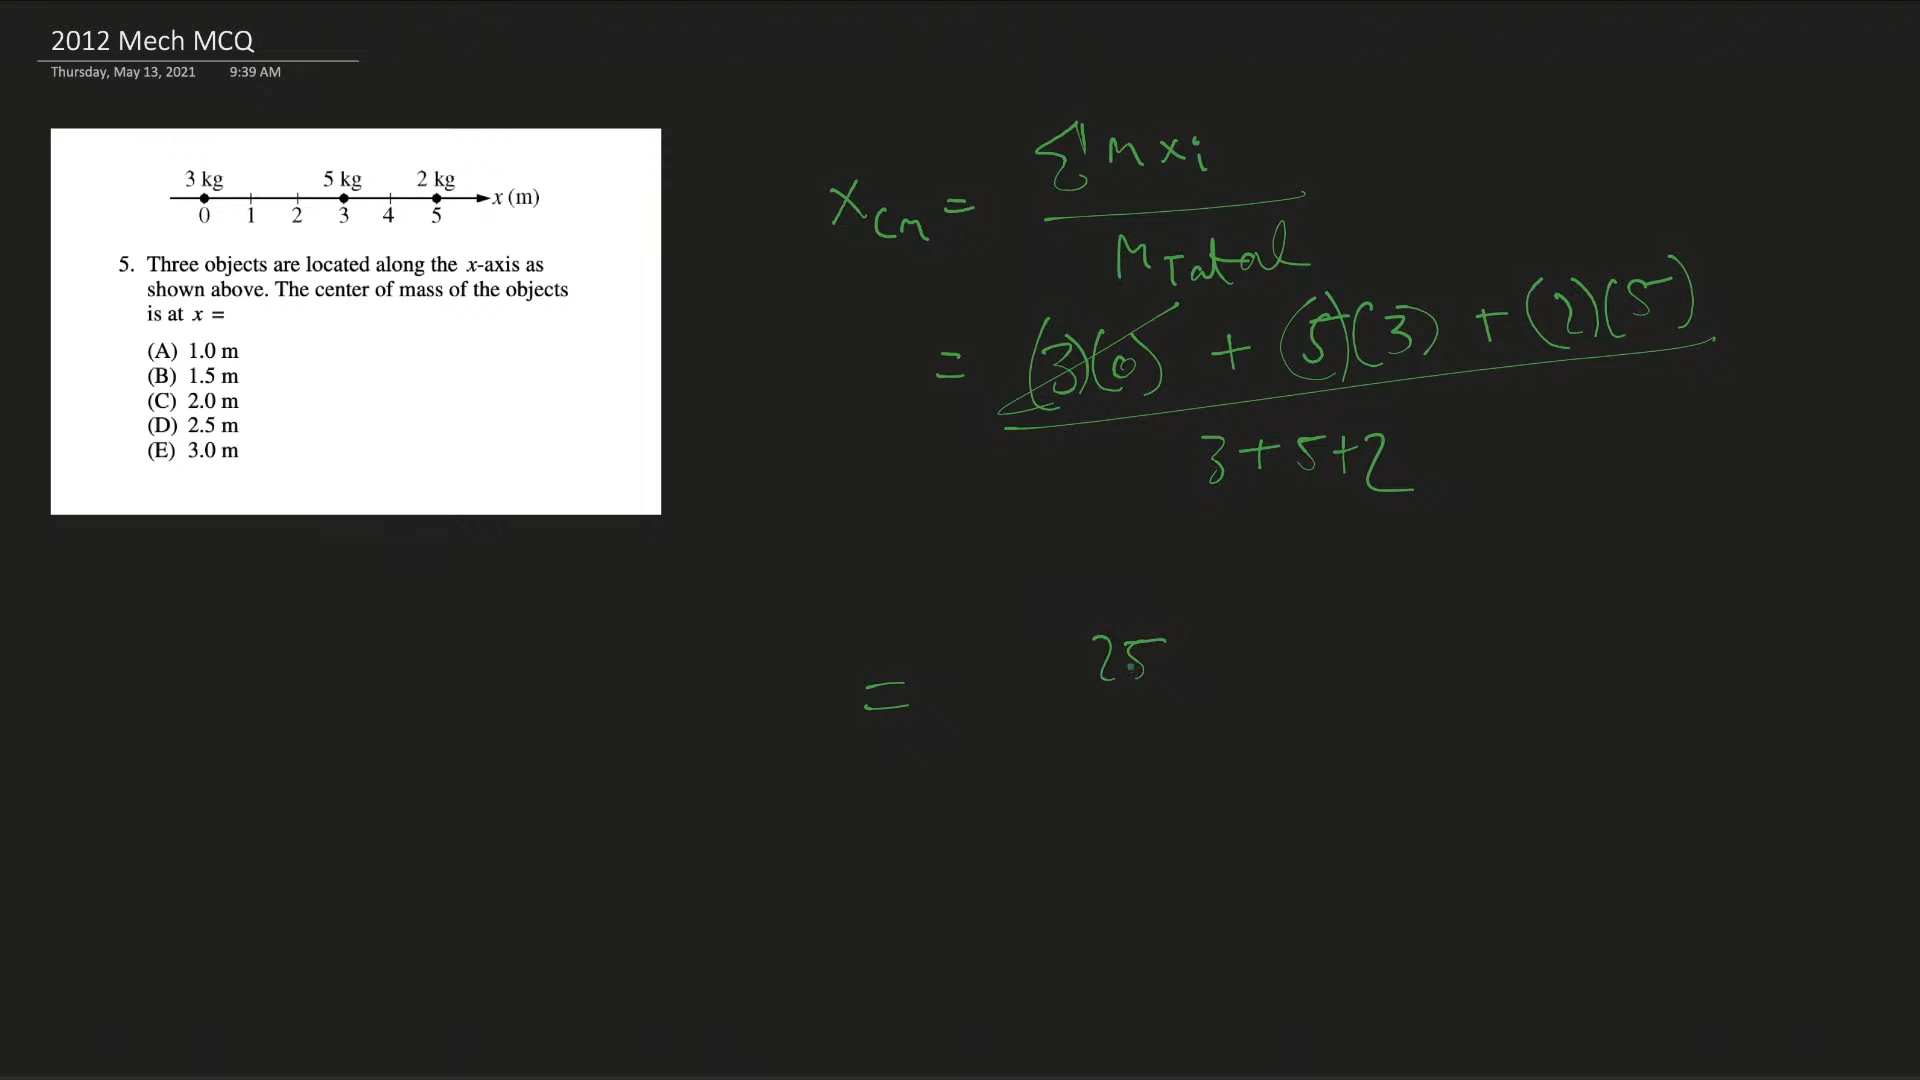 2012 Mech MCQ
Thursday, May 13, 2021 9:39 AM
3 kg 5 kg 2 kg
x (m)
0 1 2 3 4 5
5. Three objects are located along the x-axis as
shown above. The center of mass of the objects
is at x =
(A) 1.0 m
(B) 1.5 m
(C) 2.0 m
(D) 2.5 m
(E) 3.0 m
X_cm = Σ m x_i / M_Total
= (3)(0) + (5)(3) + (2)(5)
3 + 5 + 2
= 25